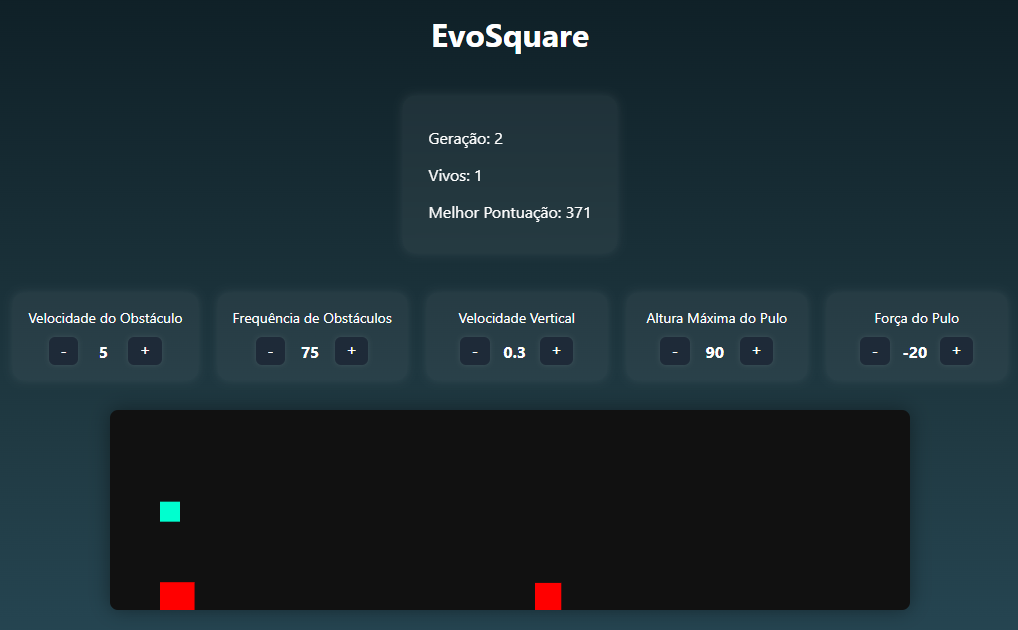 EvoSquare
Geração: 2
Vivos: 1
Melhor Pontuação: 371
Velocidade do Obstáculo
- 5 +
Frequência de Obstáculos
- 75 +
Velocidade Vertical
- 0.3 +
Altura Máxima do Pulo
- 90 +
Força do Pulo
- -20 +